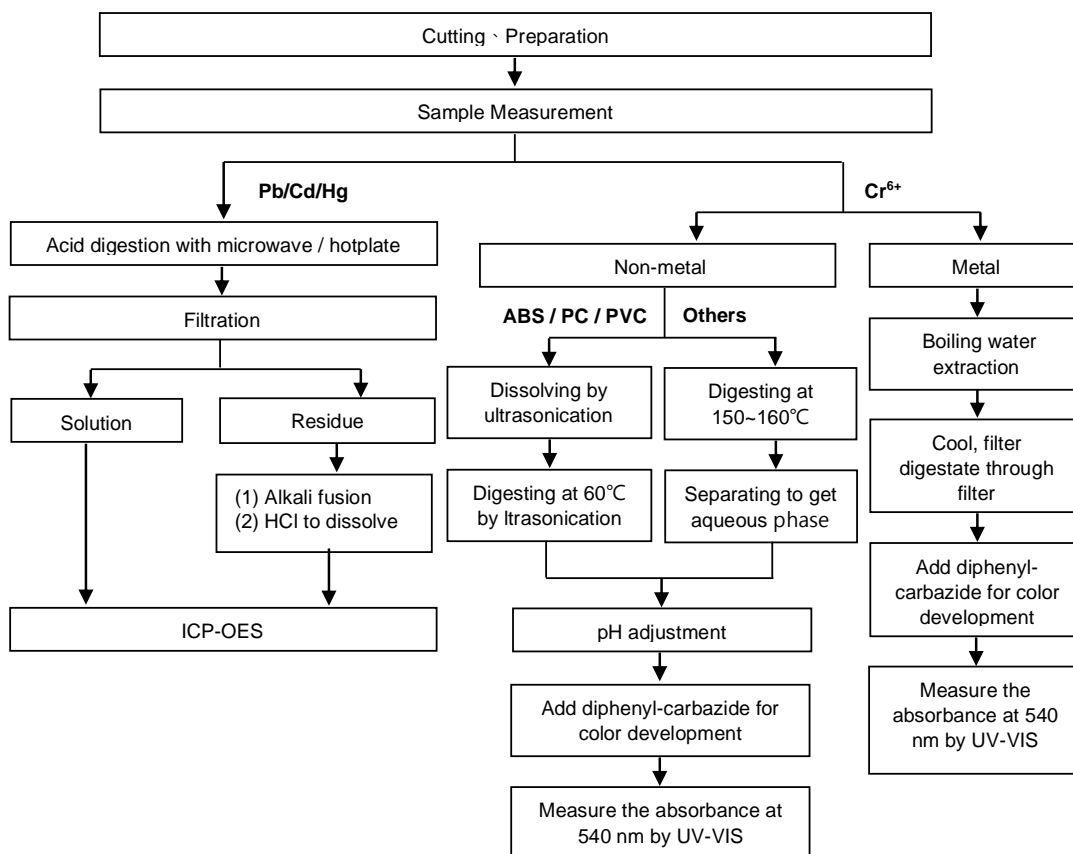 Cutting、Preparation
Sample Measurement
Pb/Cd/Hg
Cr6+
Acid digestion with microwave / hotplate
Non-metal
Metal
Filtration
ABS / PC / PVC
Others
Boiling water
extraction
Solution
Residue
Dissolving by
ultrasonication
Digesting at
150~160℃
Cool, filter
digestate through
filter
(1) Alkali fusion
(2) HCl to dissolve
Digesting at 60℃
by ltrasonication
Separating to get
aqueous phase
Add diphenyl-
carbazide for color
development
ICP-OES
pH adjustment
Measure the
absorbance at 540
nm by UV-VIS
Add diphenyl-carbazide for
color development
Measure the absorbance at
540 nm by UV-VIS